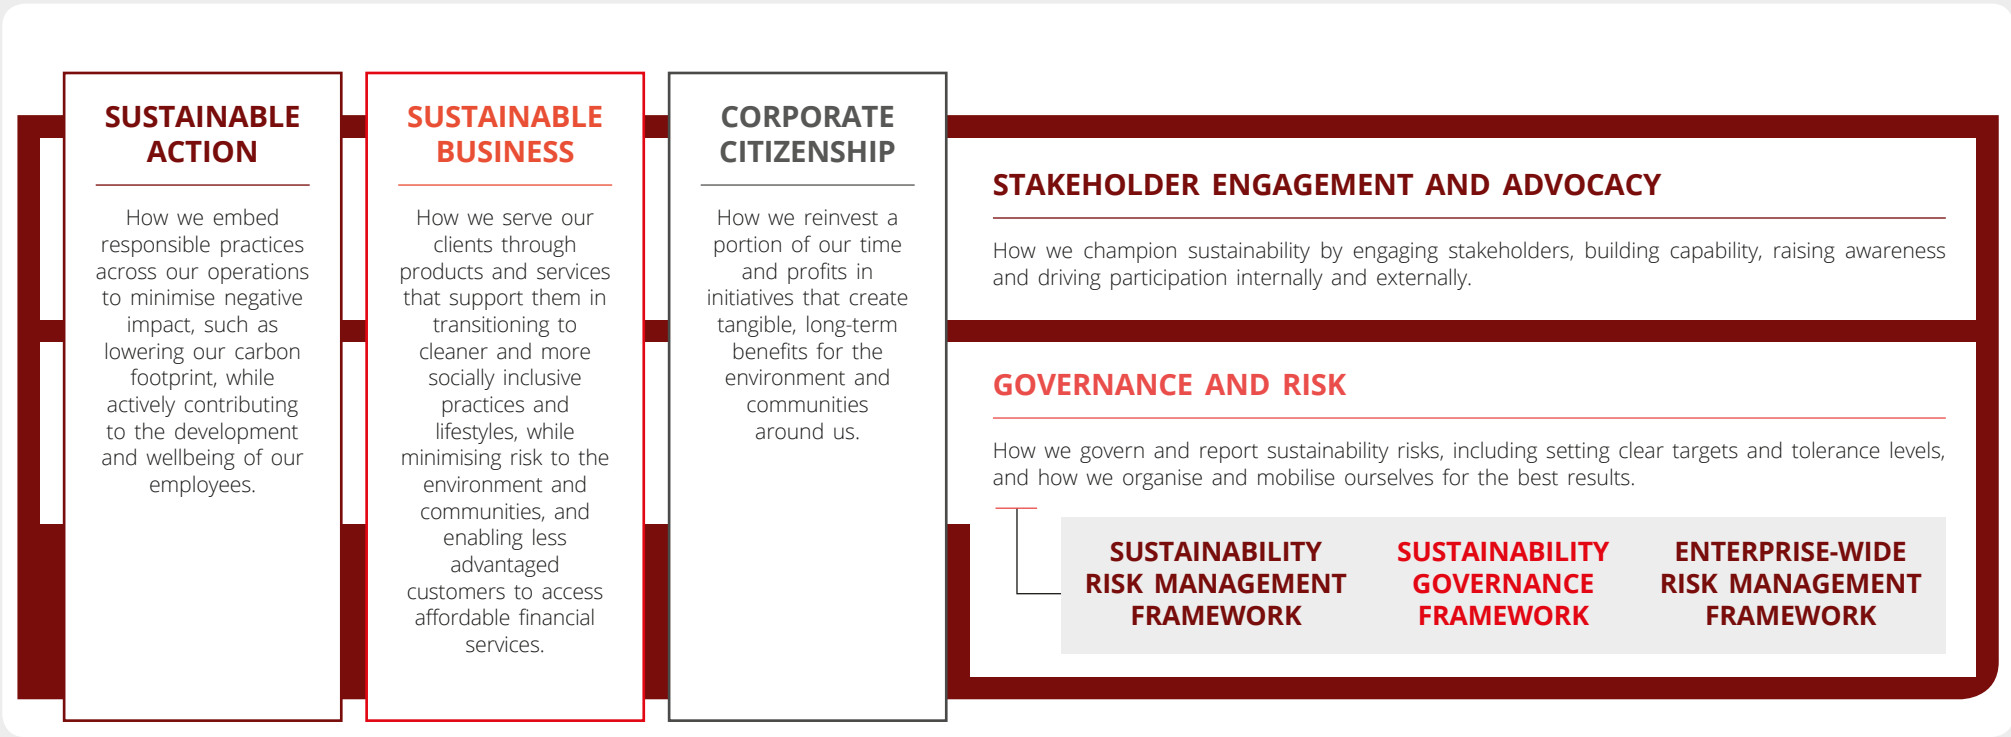 SUSTAINABLE
ACTION
How we embed
responsible practices
across our operations
to minimise negative
impact, such as
lowering our carbon
footprint, while
actively contributing
to the development
and wellbeing of our
employees.
SUSTAINABLE
BUSINESS
How we serve our
clients through
products and services
that support them in
transitioning to
cleaner and more
socially inclusive
practices and
lifestyles, while
minimising risk to the
environment and
communities, and
enabling less
advantaged
customers to access
affordable financial
services.
CORPORATE
CITIZENSHIP
How we reinvest a
portion of our time
and profits in
initiatives that create
tangible, long-term
benefits for the
environment and
communities
around us.
STAKEHOLDER ENGAGEMENT AND ADVOCACY
How we champion sustainability by engaging stakeholders, building capability, raising awareness
and driving participation internally and externally.
GOVERNANCE AND RISK
How we govern and report sustainability risks, including setting clear targets and tolerance levels,
and how we organise and mobilise ourselves for the best results.
SUSTAINABILITY
RISK MANAGEMENT
FRAMEWORK
SUSTAINABILITY
GOVERNANCE
FRAMEWORK
ENTERPRISE-WIDE
RISK MANAGEMENT
FRAMEWORK